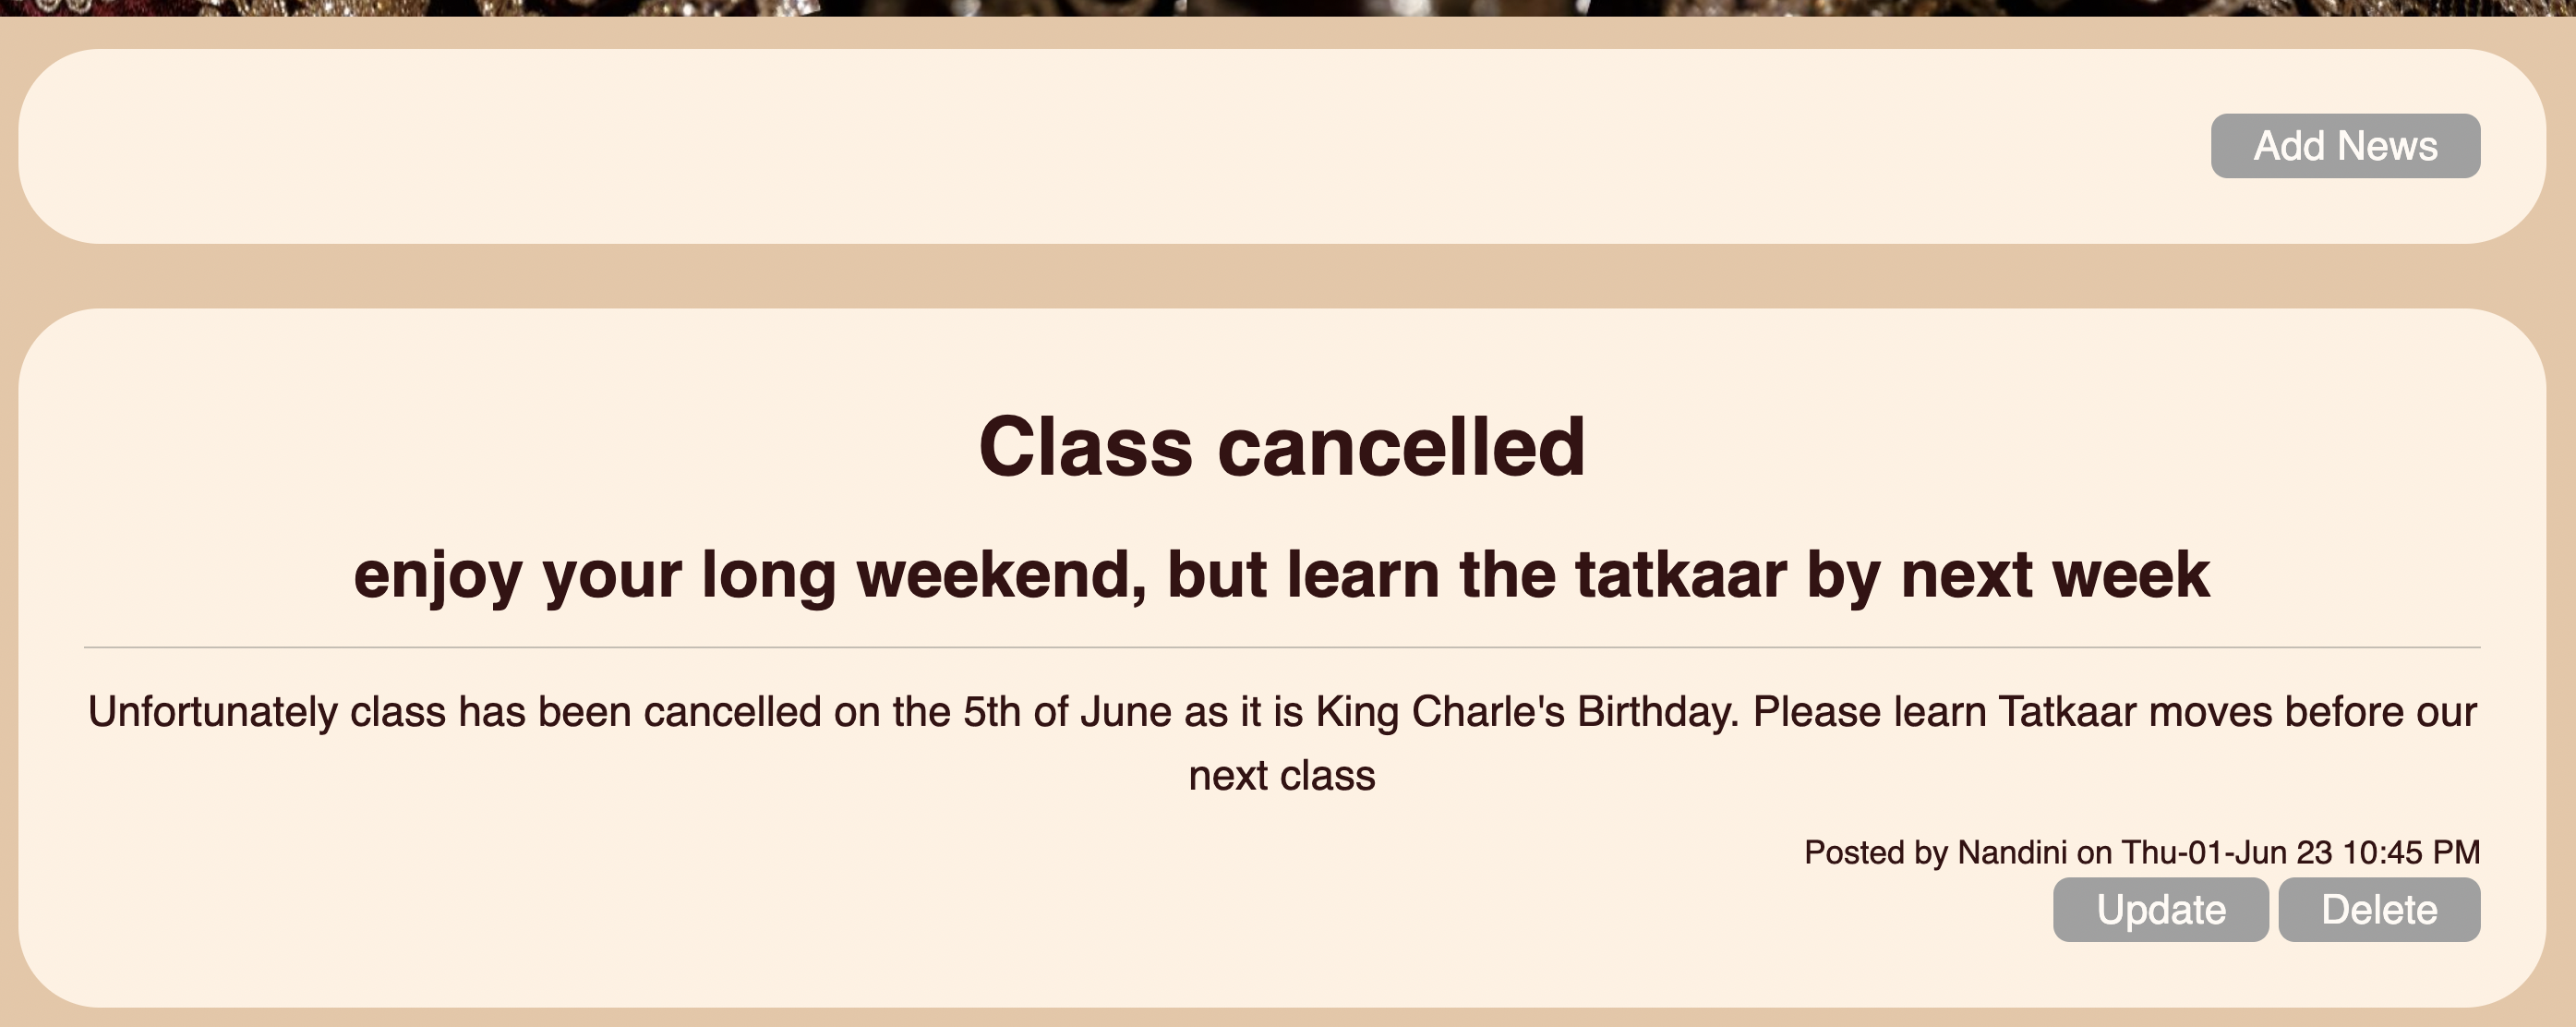 Add News
Class cancelled
enjoy your long weekend, but learn the tatkaar by next week
Unfortunately class has been cancelled on the 5th of June as it is King Charle's Birthday. Please learn Tatkaar moves before our
next class
Posted by Nandini on Thu-01-Jun 23 10:45 PM
Update Delete